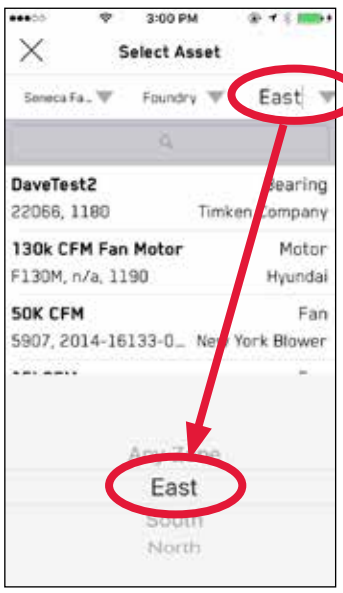 3:00 PM
Select Asset
Seneca Fa... Foundry East
DaveTest2 Bearing
22066, 1180 Timken Company
130k CFM Fan Motor Motor
F130M, n/a, 1190 Hyundai
50K CFM Fan
5907, 2014-16133-0... New York Blower
Any Zone
East
South
North